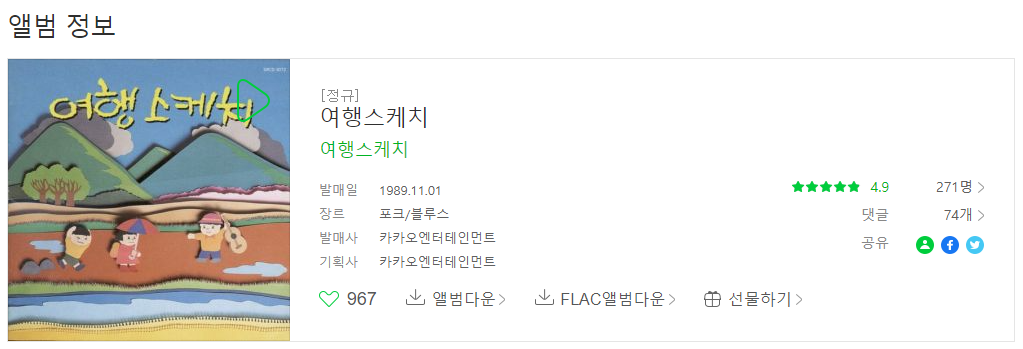 앨범 정보
여행 스케치
[정규]
여행스케치
여행스케치
발매일 1989.11.01
장르 포크/블루스
발매사 카카오엔터테인먼트
기획사 카카오엔터테인먼트
4.9 271명
댓글 74개
공유
967 앨범다운 FLAC앨범다운 선물하기